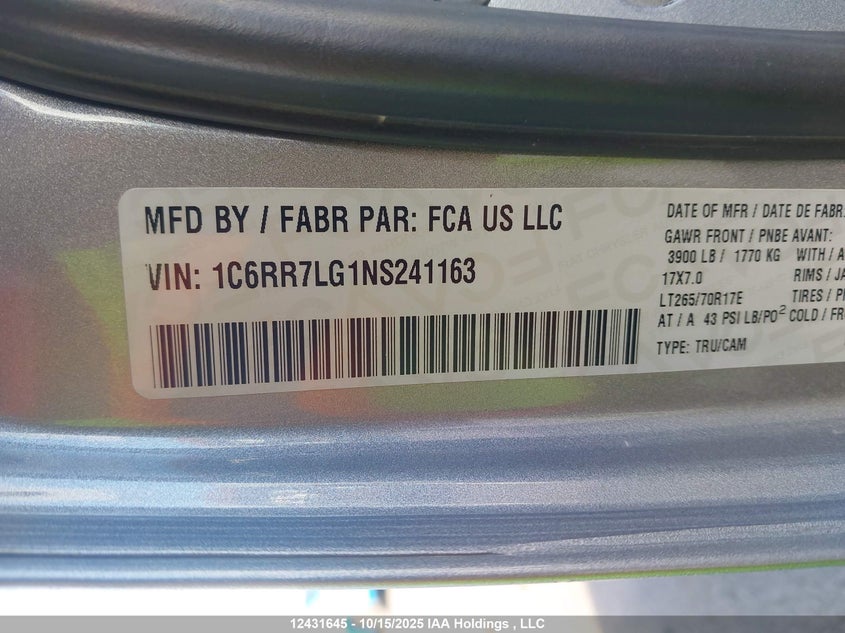 MFD BY / FABR PAR: FCA US LLC
VIN: 1C6RR7LG1NS241163
DATE OF MFR / DATE DE FABR
GAWR FRONT / PNBE AVANT:
3900 LB / 1770 KG WITH / A
17X7.0 RIMS / JA
LT265/70R17E TIRES / P
AT / A 43 PSI LB/PO² COLD / FR
TYPE: TRU/CAM
12431645 - 10/15/2025 IAA Holdings , LLC